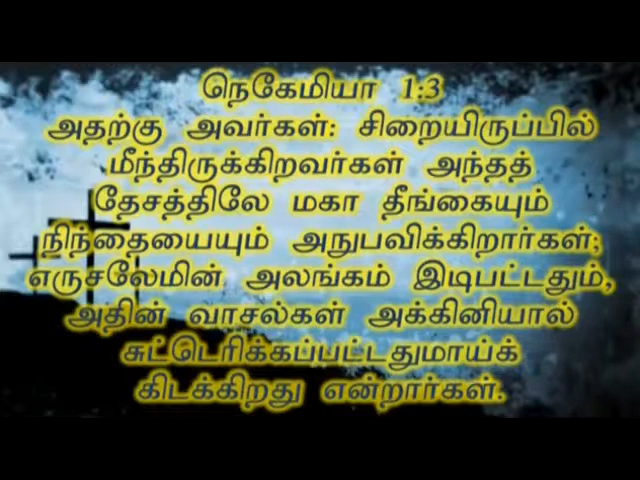 நெகேமியா 1:3
அதற்கு அவர்கள்: சிறையிருப்பில்
மீந்திருக்கிறவர்கள் அந்தத்
தேசத்திலே மகா தீங்கையும்
நிந்தையையும் அநுபவிக்கிறார்கள்;
எருசலேமின் அலங்கம் இடிபட்டதும்,
அதின் வாசல்கள் அக்கினியால்
சுட்டெரிக்கப்பட்டதுமாய்க்
கிடக்கிறது என்றார்கள்.